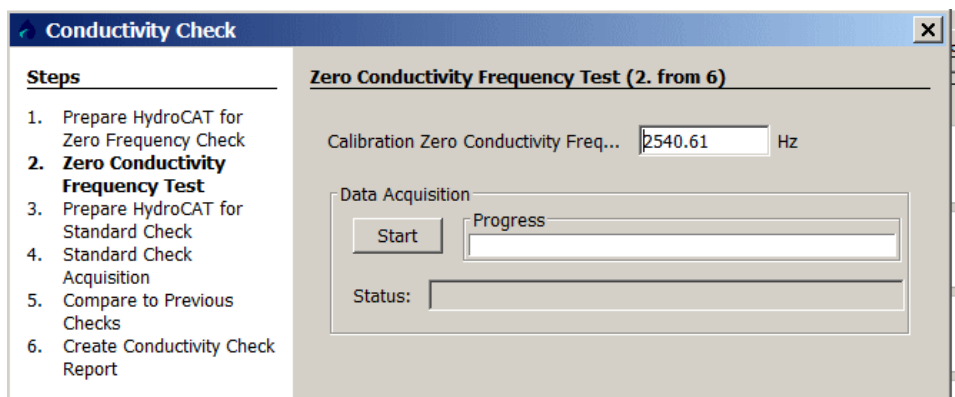 Conductivity Check
Steps
1. Prepare HydroCAT for
Zero Frequency Check
2. Zero Conductivity
Frequency Test
3. Prepare HydroCAT for
Standard Check
4. Standard Check
Acquisition
5. Compare to Previous
Checks
6. Create Conductivity Check
Report
Zero Conductivity Frequency Test (2. from 6)
Calibration Zero Conductivity Freq... 2540.61 Hz
Data Acquisition
Progress
Start
Status: